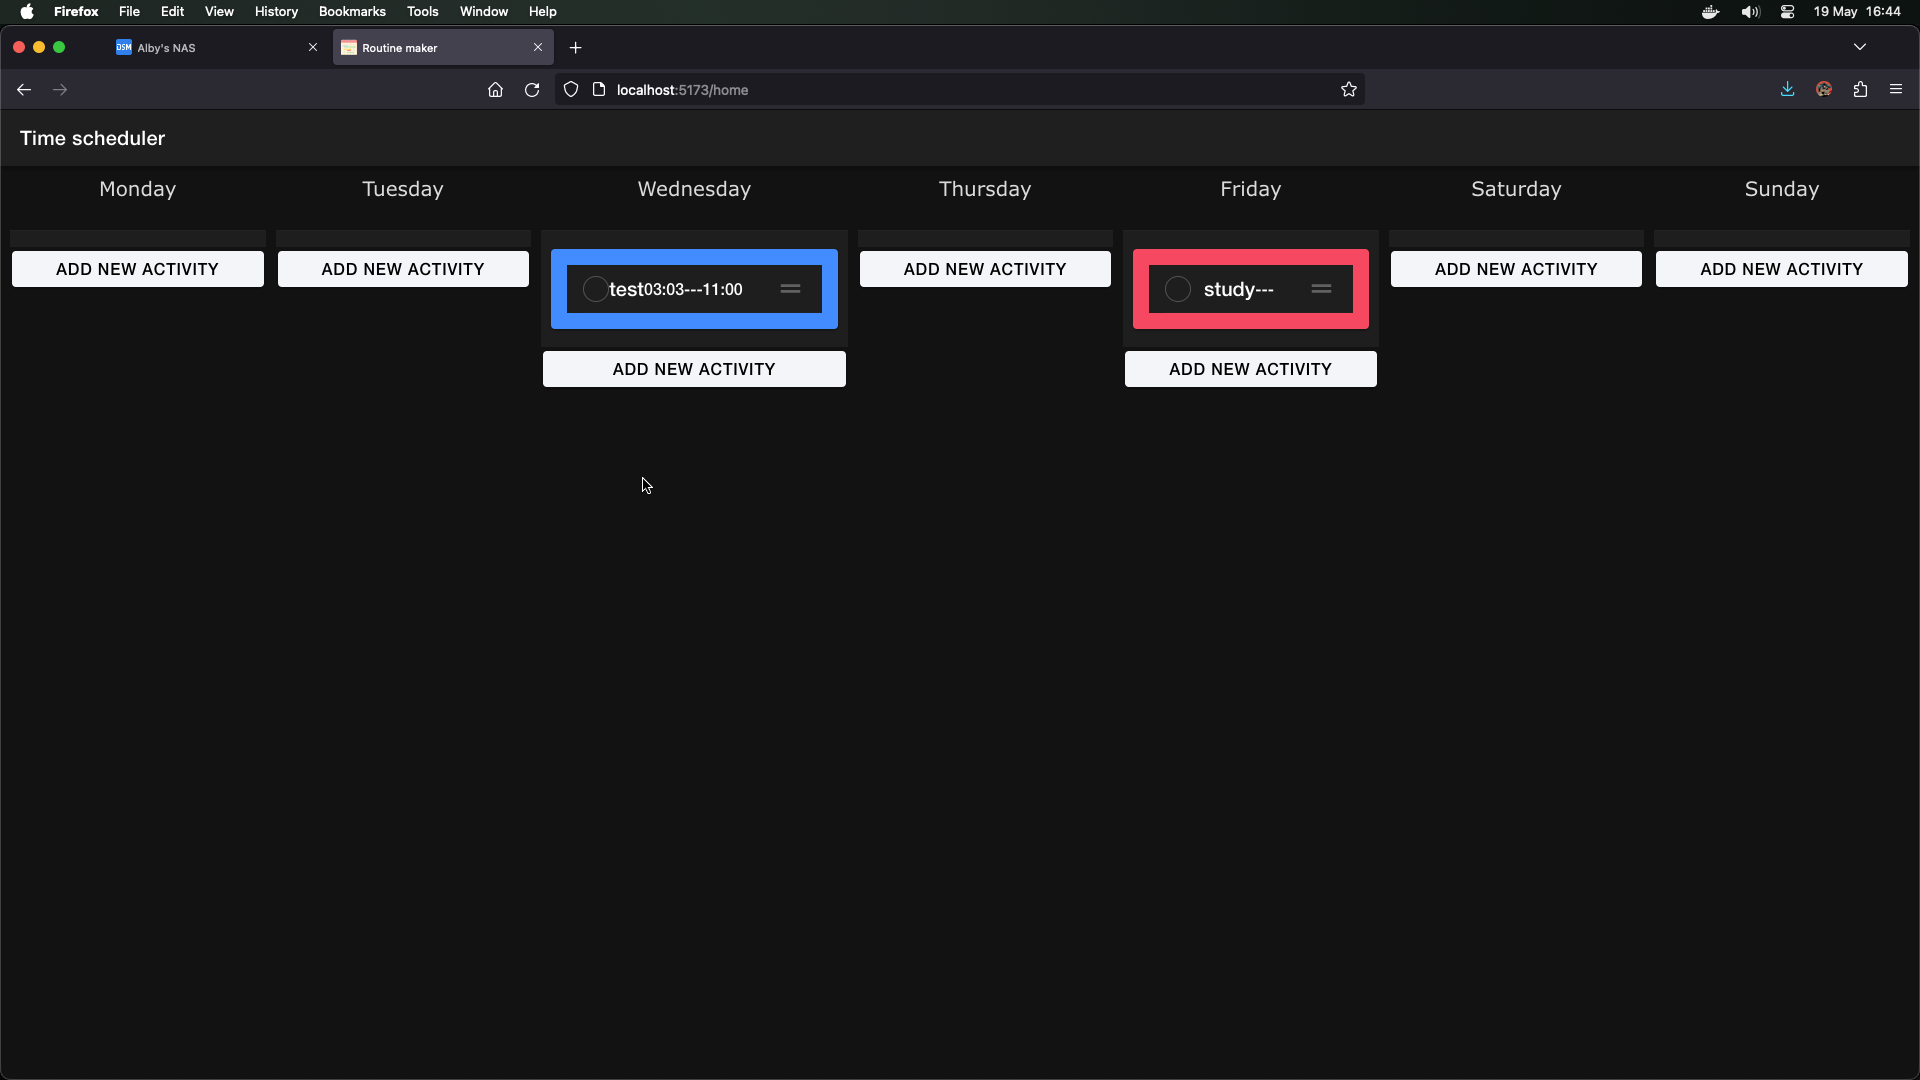 Firefox File Edit View History Bookmarks Tools Window Help 19 May 16:44
JSM Alby's NAS Routine maker
localhost:5173/home
Time scheduler
Monday Tuesday Wednesday Thursday Friday Saturday Sunday
ADD NEW ACTIVITY ADD NEW ACTIVITY test03:03---11:00 ADD NEW ACTIVITY study--- ADD NEW ACTIVITY ADD NEW ACTIVITY
ADD NEW ACTIVITY ADD NEW ACTIVITY